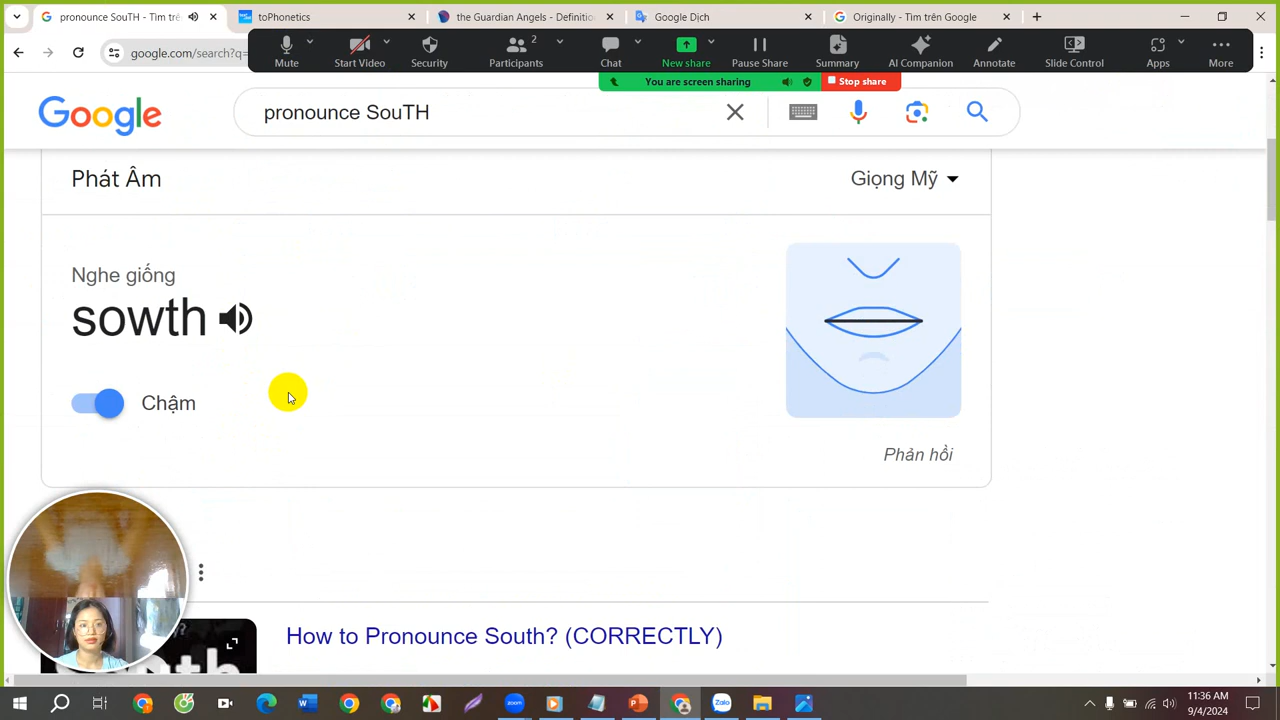 pronounce SouTH - Tìm trê
toPhonetics
the Guardian Angels - Definitio
Google Dịch
Originally - Tìm trên Google
google.com/search?q=
Mute
Start Video
Security
Participants
2
Chat
New share
Pause Share
Summary
AI Companion
Annotate
Slide Control
Apps
More
You are screen sharing
Stop share
Google
pronounce SouTH
Phát Âm
Giọng Mỹ
Nghe giống
sowth
Chậm
Phản hồi
How to Pronounce South? (CORRECTLY)
11:36 AM
9/4/2024